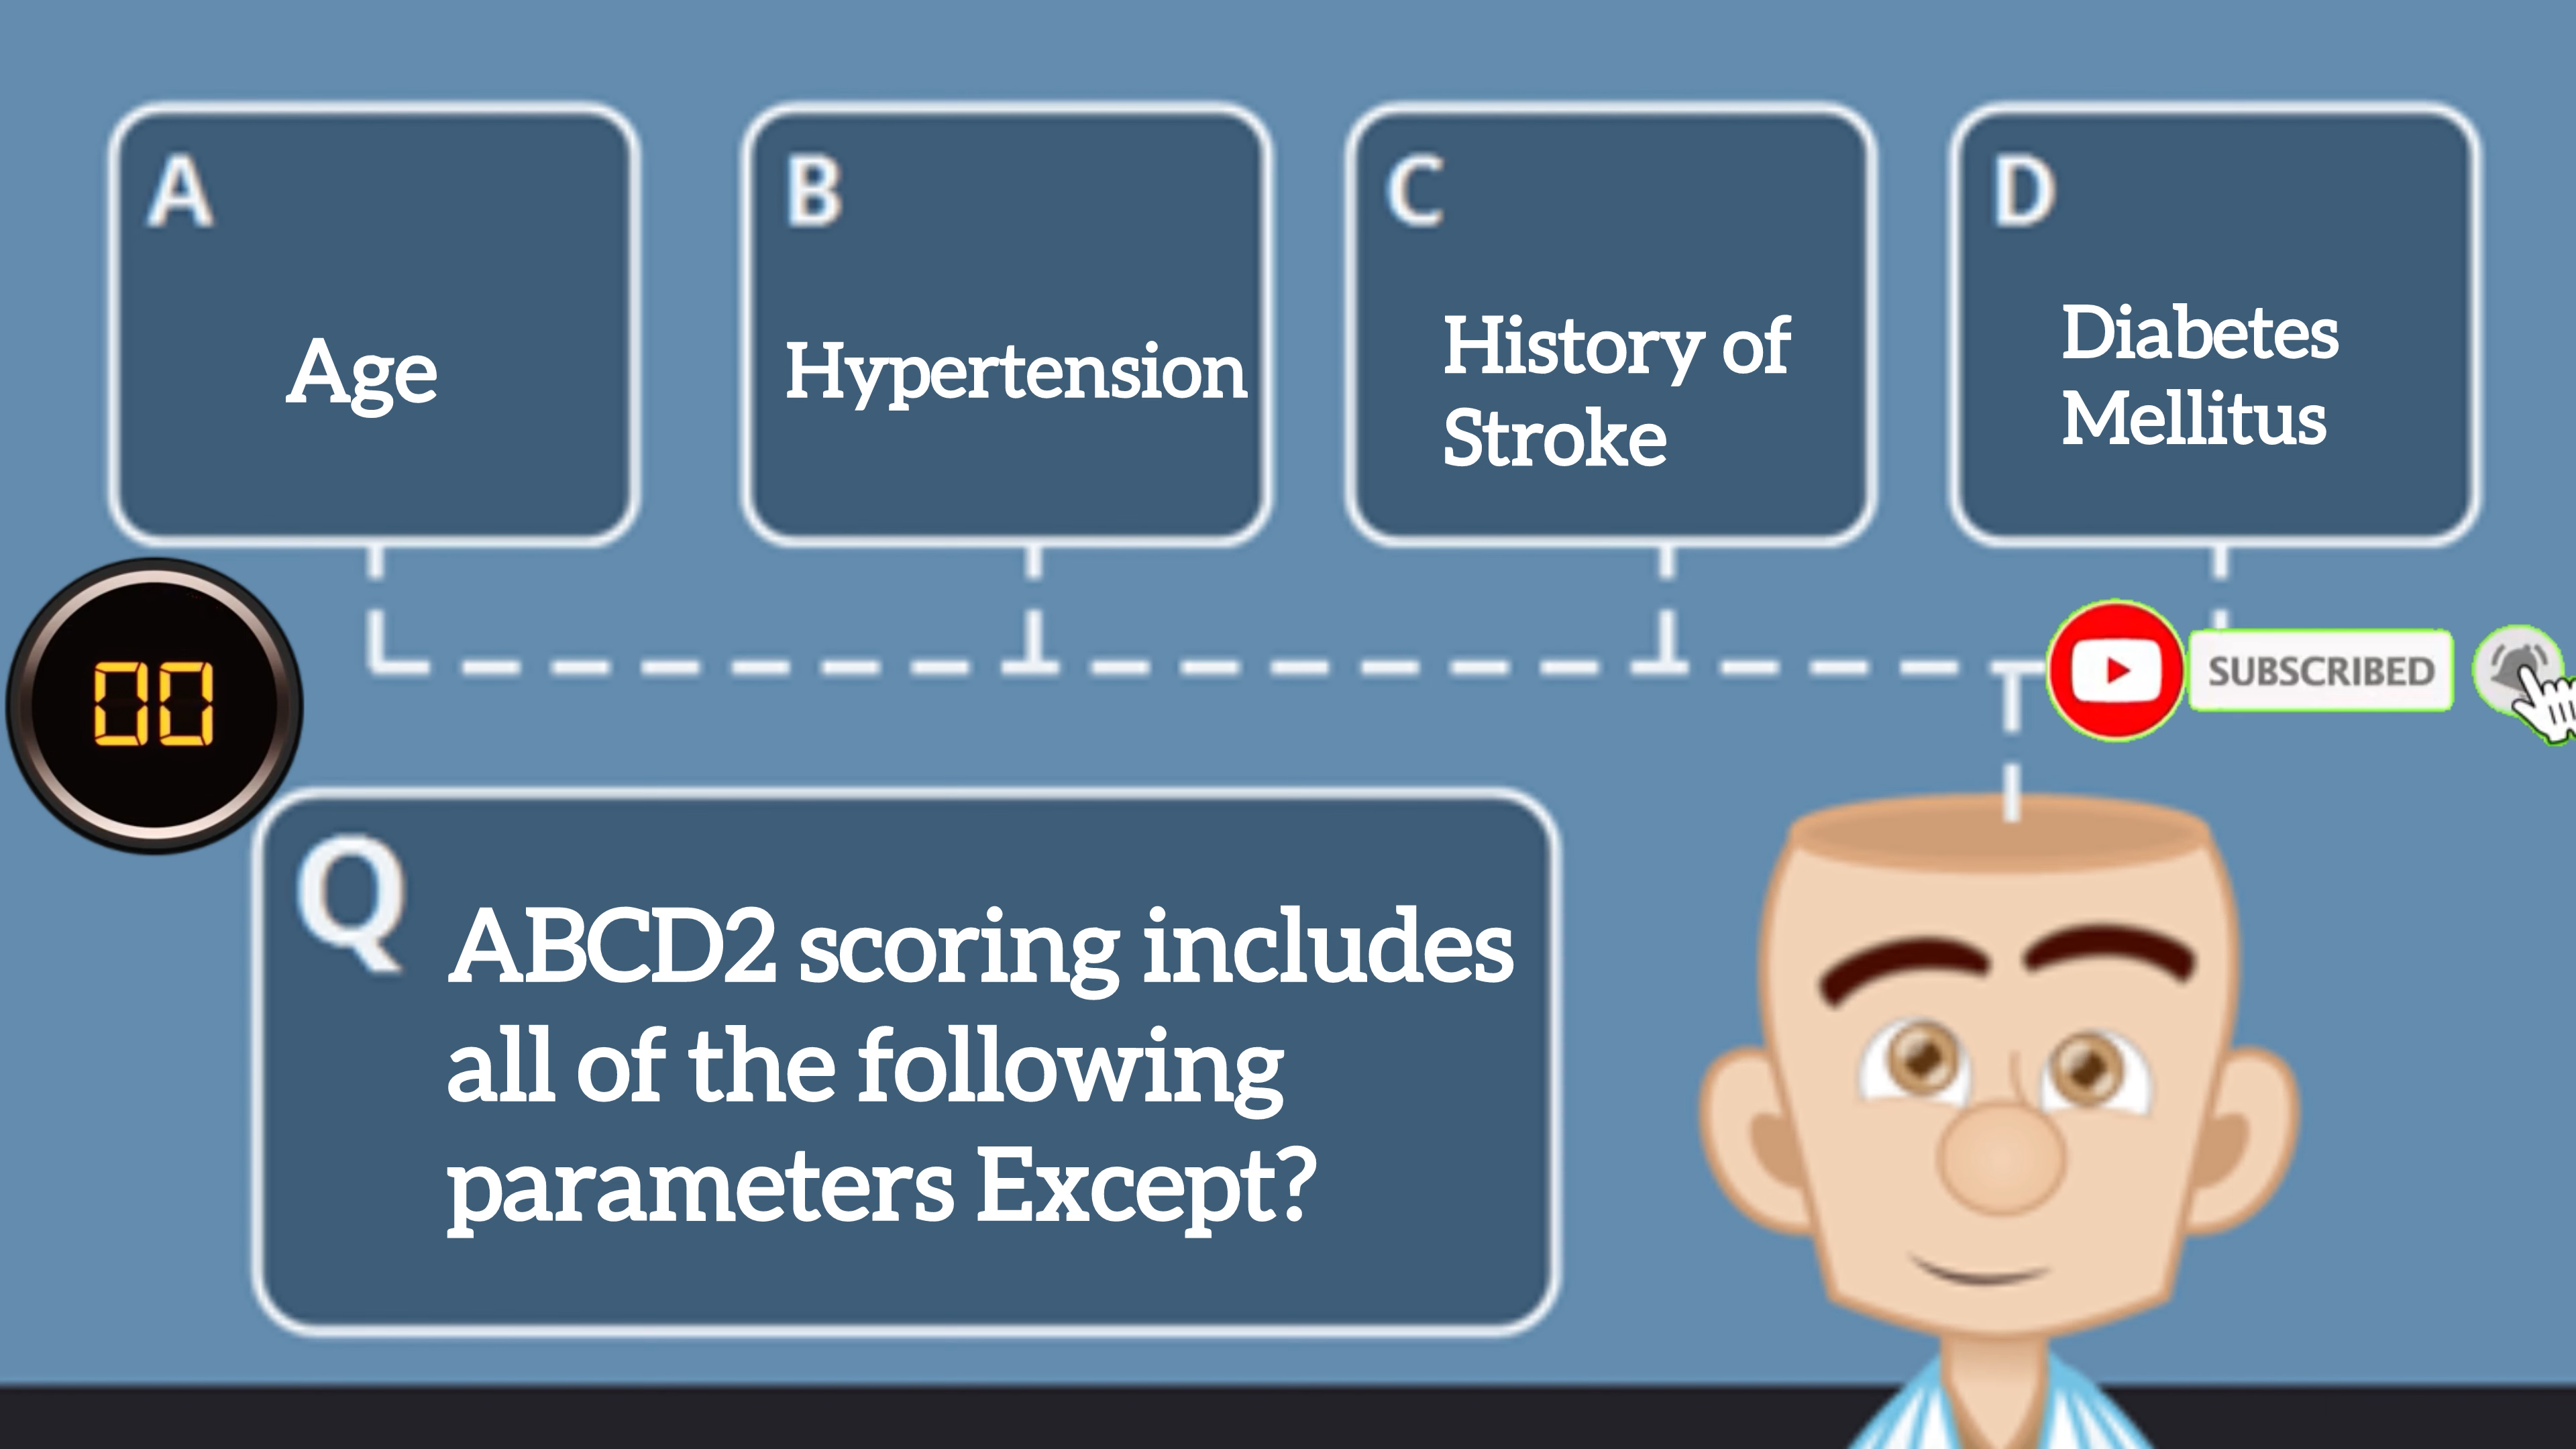 A
Age
B
Hypertension
C
History of
Stroke
D
Diabetes
Mellitus
00
SUBSCRIBED
Q
ABCD2 scoring includes
all of the following
parameters Except?